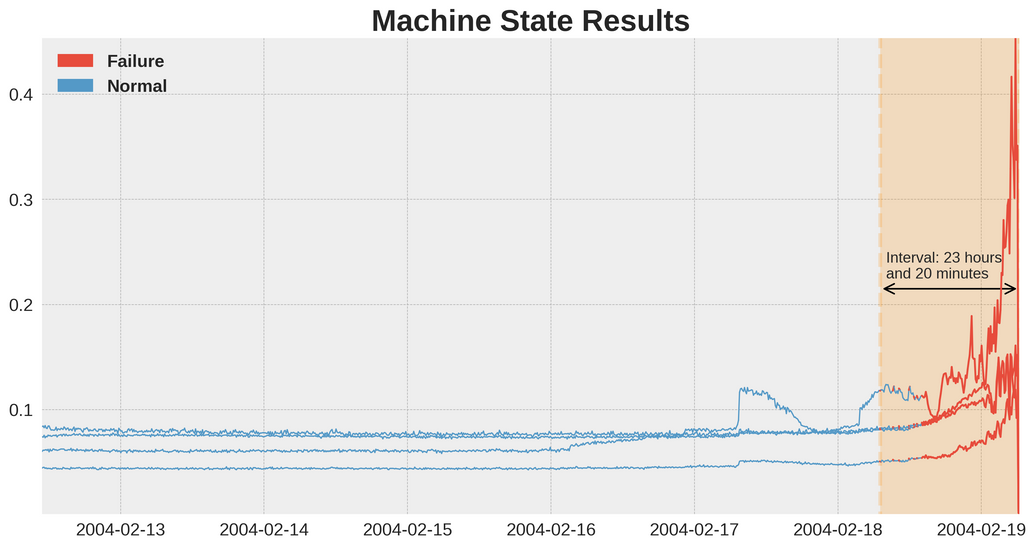 Machine State Results
Failure
Normal
0.4
0.3
0.2
0.1
Interval: 23 hours
and 20 minutes
2004-02-13
2004-02-14
2004-02-15
2004-02-16
2004-02-17
2004-02-18
2004-02-19